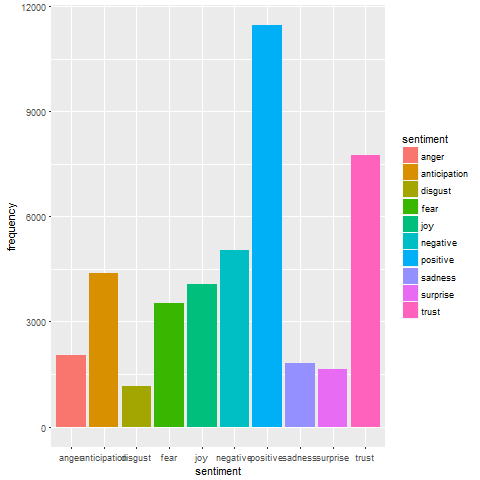 12000
9000
6000
3000
0
frequency
anger anticipation disgust fear joy negative positive sadness surprise trust
sentiment
sentiment
anger
anticipation
disgust
fear
joy
negative
positive
sadness
surprise
trust